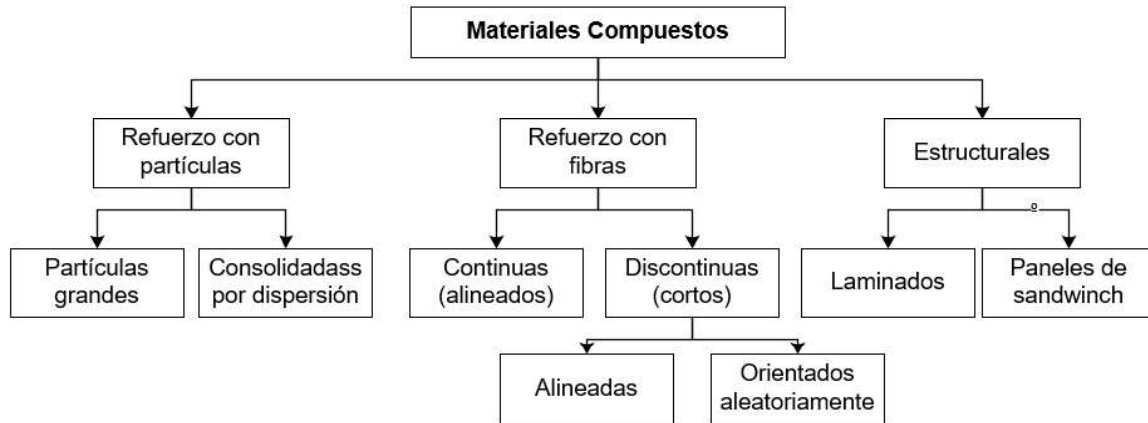 Materiales Compuestos
Refuerzo con
partículas
Refuerzo con
fibras
Estructurales
º
Partículas
grandes
Consolidadass
por dispersión
Continuas
(alineados)
Discontinuas
(cortos)
Laminados
Paneles de
sandwinch
Alineadas
Orientados
aleatoriamente